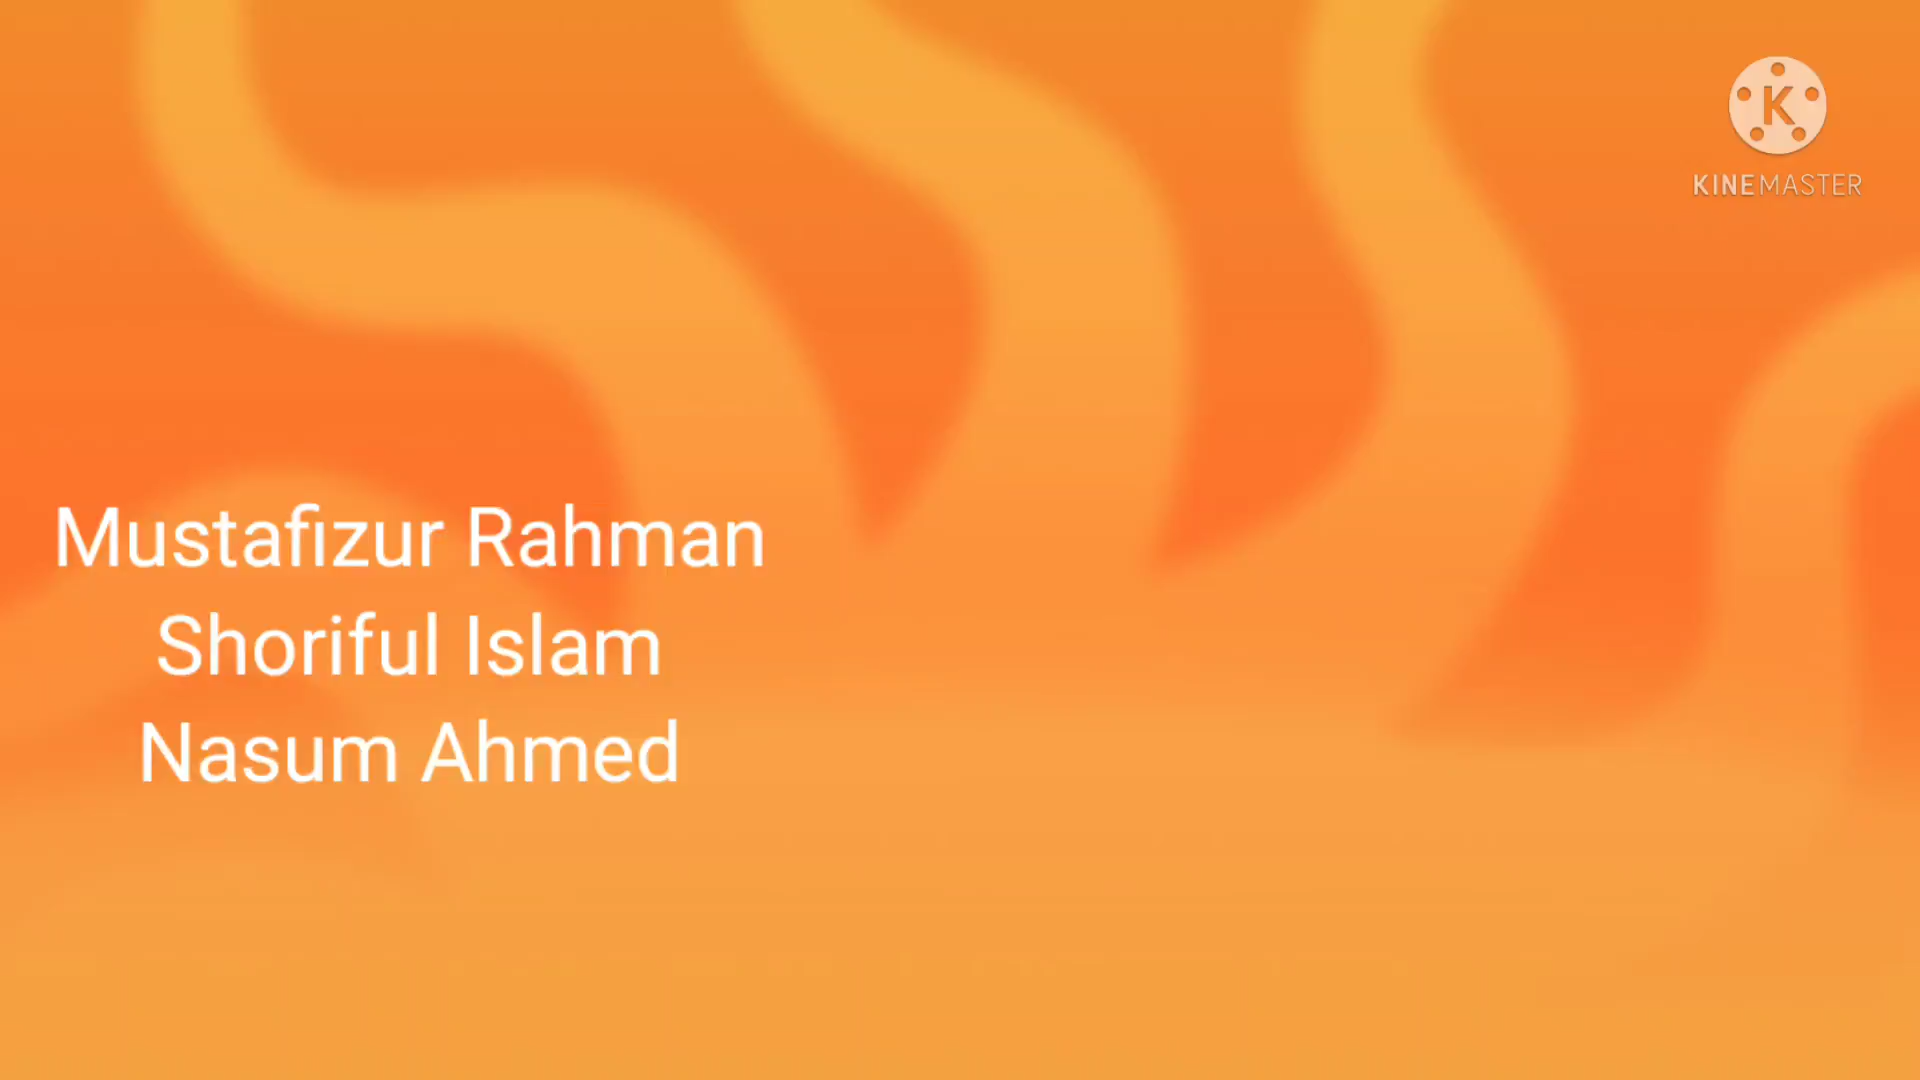 K
KINEMASTER
Mustafizur Rahman
Shoriful Islam
Nasum Ahmed